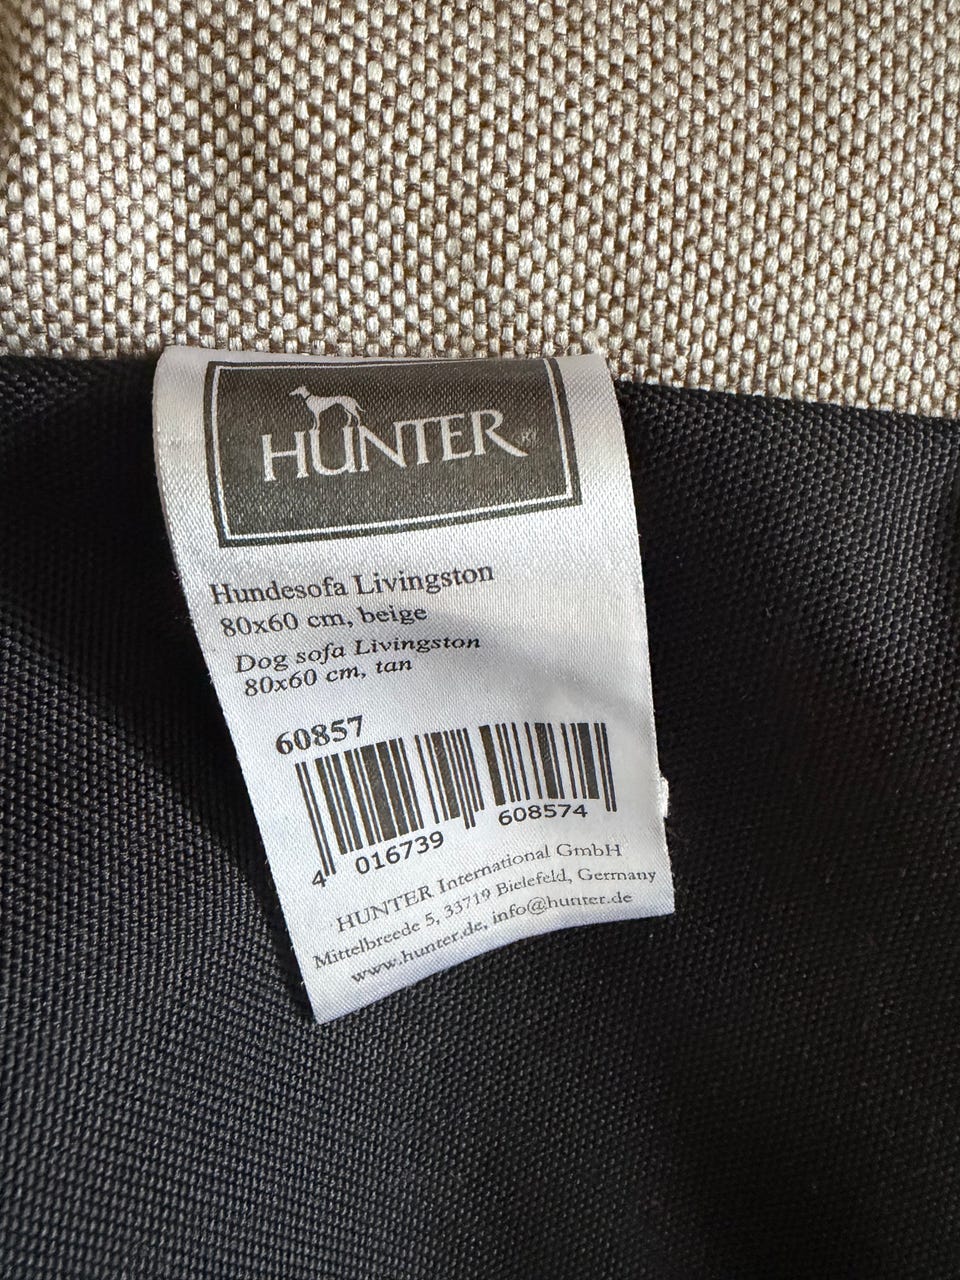 HUNTER®
Hundesofa Livingston
80x60 cm, beige
Dog sofa Livingston
80x60 cm, tan
60857
4 016739 608574
HUNTER International GmbH
Mittelbreede 5, 33719 Bielefeld, Germany
www.hunter.de, info@hunter.de